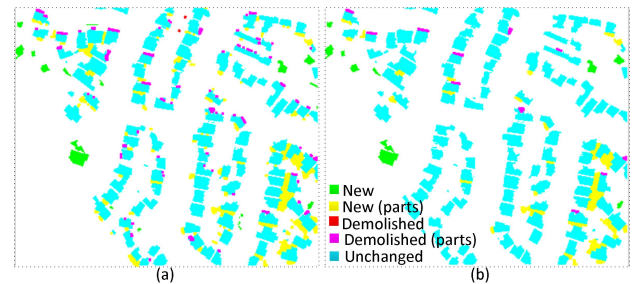 New
New (parts)
Demolished
Demolished (parts)
Unchanged
(a)
(b)